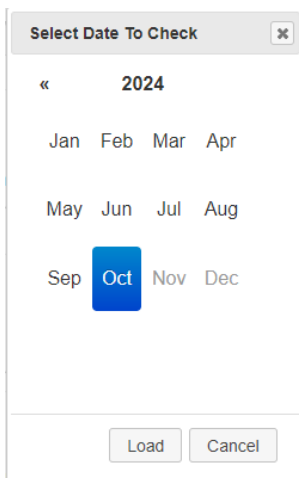 Select Date To Check
« 2024
Jan Feb Mar Apr
May Jun Jul Aug
Sep Oct Nov Dec
Load Cancel